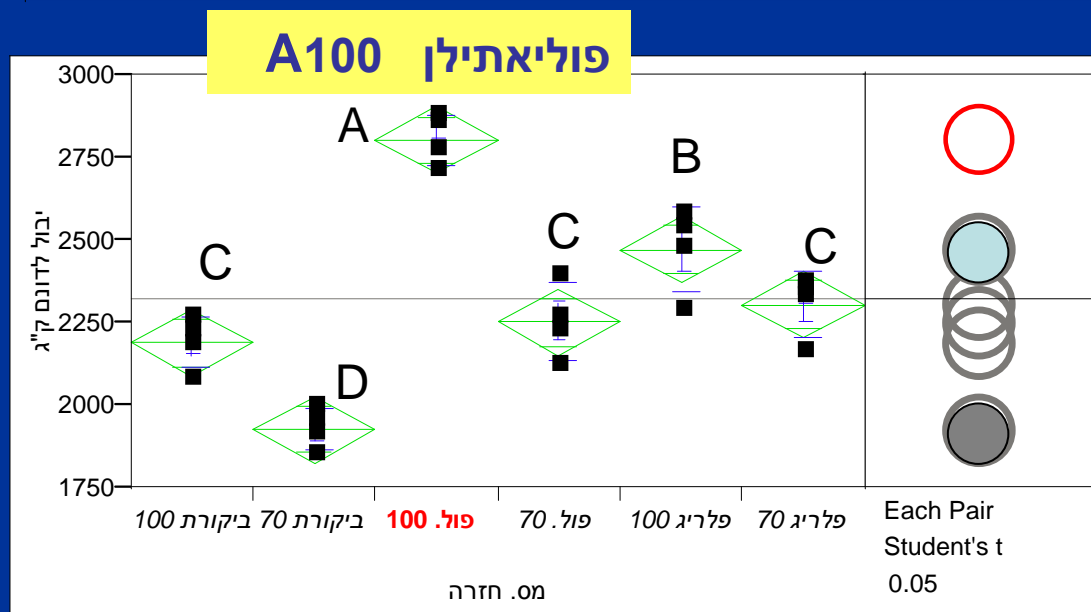 פוליאתילן A100
3000
2750
2500
2250
2000
1750
יבול לדונם ק"ג
C
D
A
C
B
C
ביקורת 100
ביקורת 70
פול. 100
פול. 70
פלריג 100
פלריג 70
מס. חזרה
Each Pair
Student's t
0.05